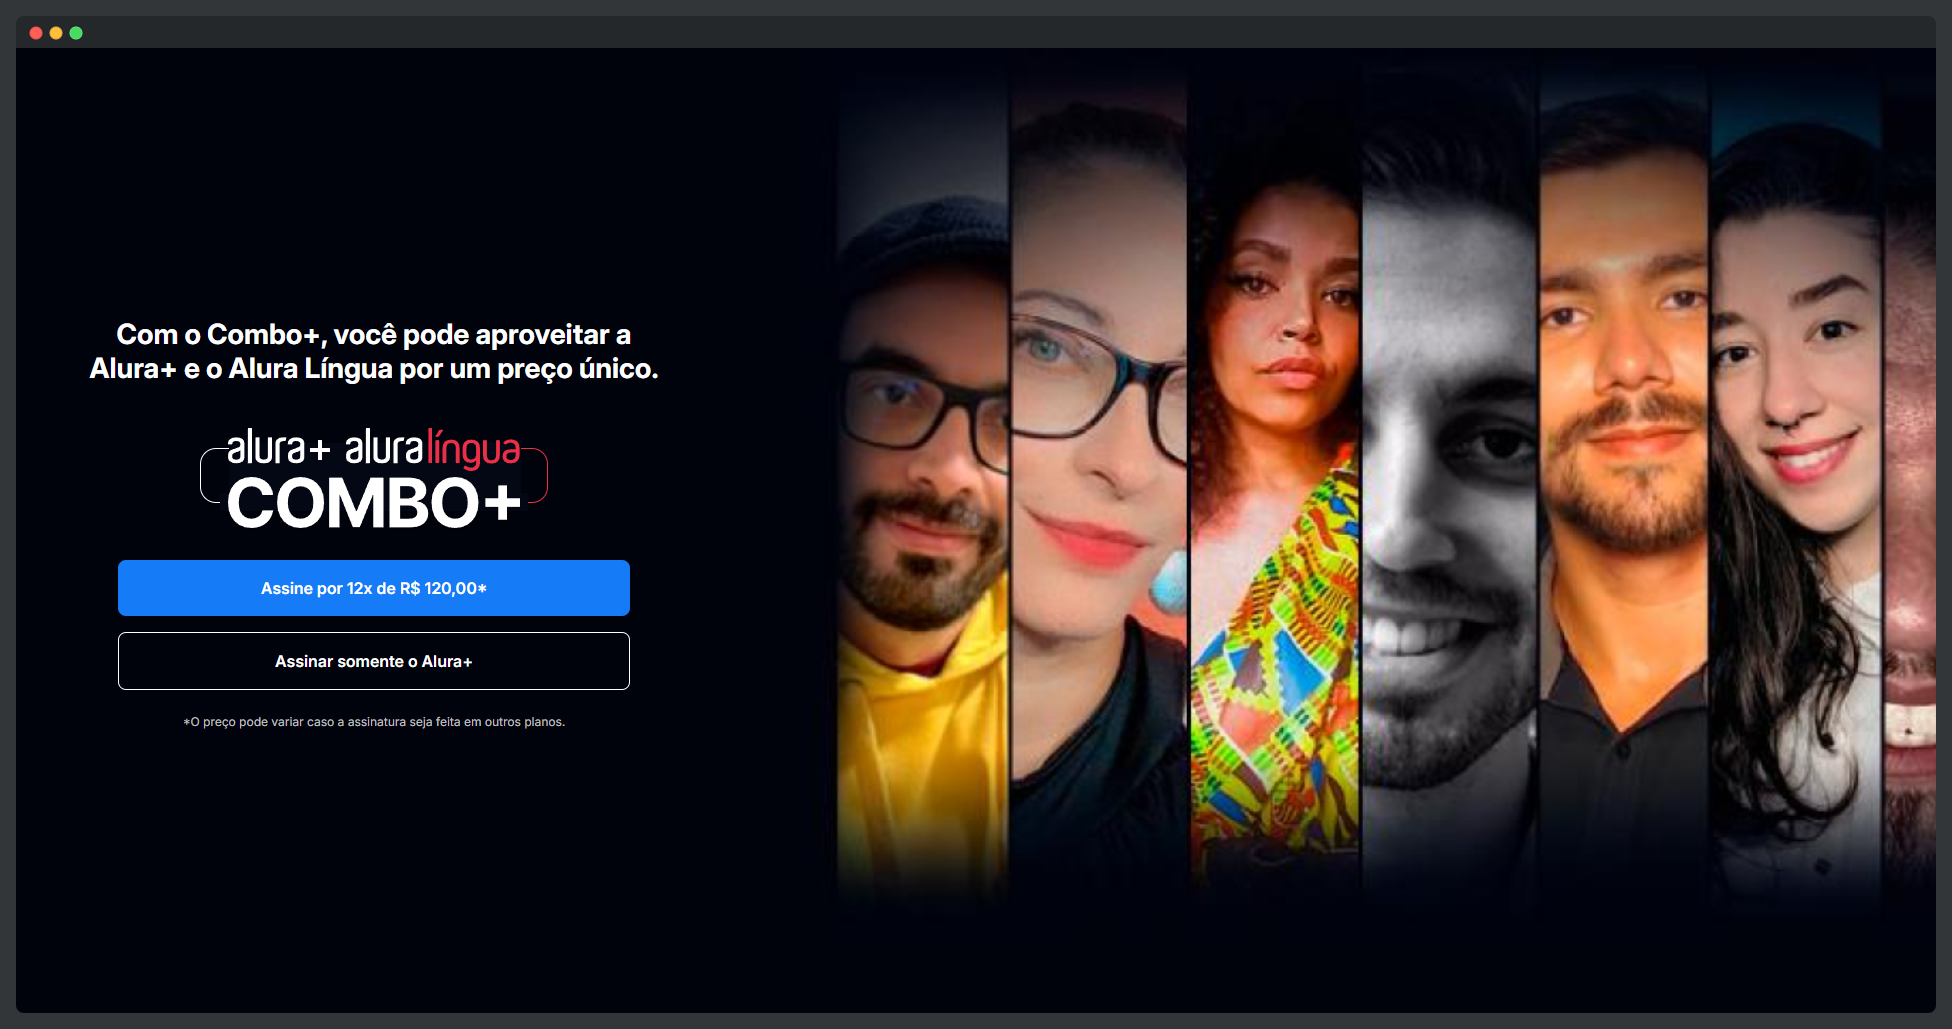 Com o Combo+, você pode aproveitar a
Alura+ e o Alura Língua por um preço único.
alura+ aluralíngua
COMBO+
Assine por 12x de R$ 120,00*
Assinar somente o Alura+
*O preço pode variar caso a assinatura seja feita em outros planos.